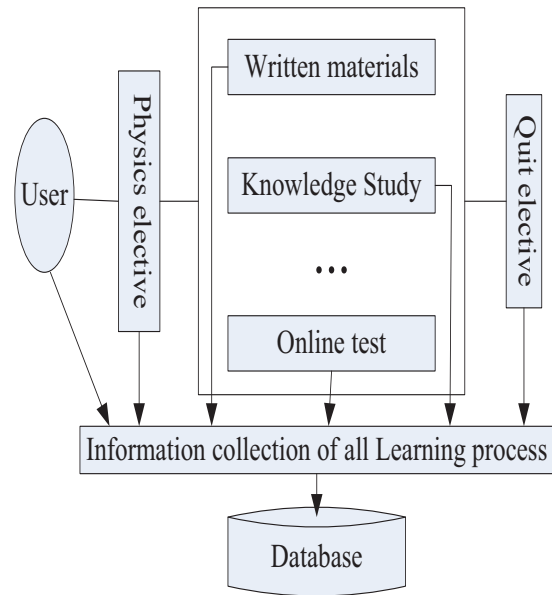 Written materials
Physics elective
Quit elective
User
Knowledge Study
...
Online test
Information collection of all Learning process
Database